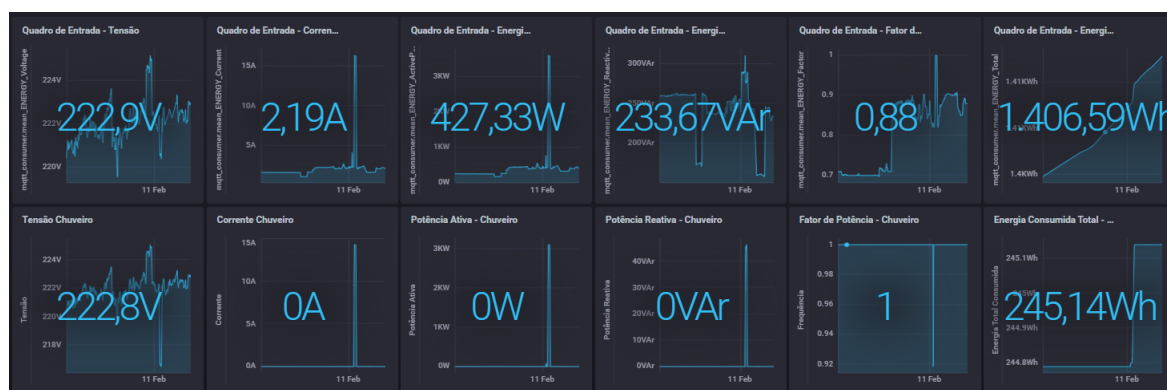 Quadro de Entrada - Tensão
mqtt_consumer.mean_ENERGY_Voltage
224V
222,9V
220V
11 Feb
Quadro de Entrada - Corren...
mqtt_consumer.mean_ENERGY_Current
15A
2,19A
5A
11 Feb
Quadro de Entrada - Energi...
mqtt_consumer.mean_ENERGY_ActiveP...
3KW
427,33W
1KW
0W
11 Feb
Quadro de Entrada - Energi...
mqtt_consumer.mean_ENERGY_Reactiv...
300VAr
233,67VAr
200VAr
11 Feb
Quadro de Entrada - Fator d...
mqtt_consumer.mean_ENERGY_Factor
1
0.9
0,88
0.8
0.7
11 Feb
Quadro de Entrada - Energi...
mqtt_consumer.mean_ENERGY_Total
1.41KWh
1.406,59Wh
1.4KWh
11 Feb
Tensão Chuveiro
Tensão
224V
222V
222,8V
220V
218V
11 Feb
Corrente Chuveiro
Corrente
15A
10A
0A
5A
0A
11 Feb
Potência Ativa - Chuveiro
Potência Ativa
3KW
2KW
0W
1KW
0W
11 Feb
Potência Reativa - Chuveiro
Potência Reativa
40VAr
30VAr
0VAr
20VAr
10VAr
0VAr
11 Feb
Fator de Potência - Chuveiro
Frequência
1
0.98
0.96
1
0.94
0.92
11 Feb
Energia Consumida Total - ...
Energia Total Consumida
245.1Wh
245,14Wh
244.9Wh
244.8Wh
11 Feb